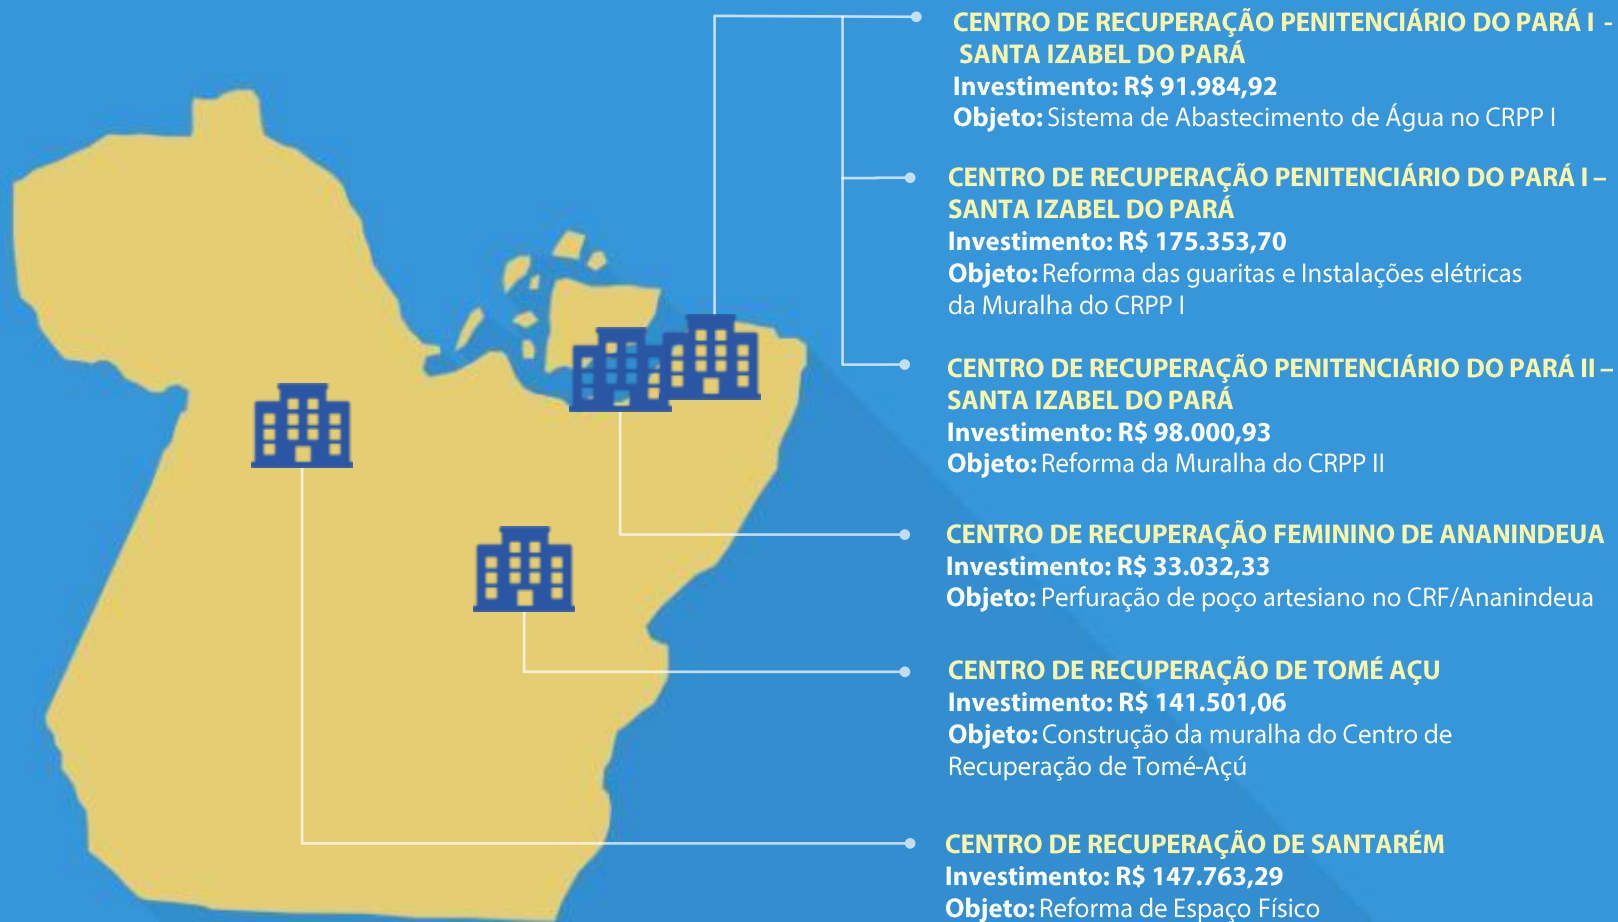 CENTRO DE RECUPERAÇÃO PENITENCIÁRIO DO PARÁ I -
SANTA IZABEL DO PARÁ
Investimento: R$ 91.984,92
Objeto: Sistema de Abastecimento de Água no CRPP I
CENTRO DE RECUPERAÇÃO PENITENCIÁRIO DO PARÁ I –
SANTA IZABEL DO PARÁ
Investimento: R$ 175.353,70
Objeto: Reforma das guaritas e Instalações elétricas
da Muralha do CRPP I
CENTRO DE RECUPERAÇÃO PENITENCIÁRIO DO PARÁ II –
SANTA IZABEL DO PARÁ
Investimento: R$ 98.000,93
Objeto: Reforma da Muralha do CRPP II
CENTRO DE RECUPERAÇÃO FEMININO DE ANANINDEUA
Investimento: R$ 33.032,33
Objeto: Perfuração de poço artesiano no CRF/Ananindeua
CENTRO DE RECUPERAÇÃO DE TOMÉ AÇU
Investimento: R$ 141.501,06
Objeto: Construção da muralha do Centro de
Recuperação de Tomé-Açú
CENTRO DE RECUPERAÇÃO DE SANTARÉM
Investimento: R$ 147.763,29
Objeto: Reforma de Espaço Físico